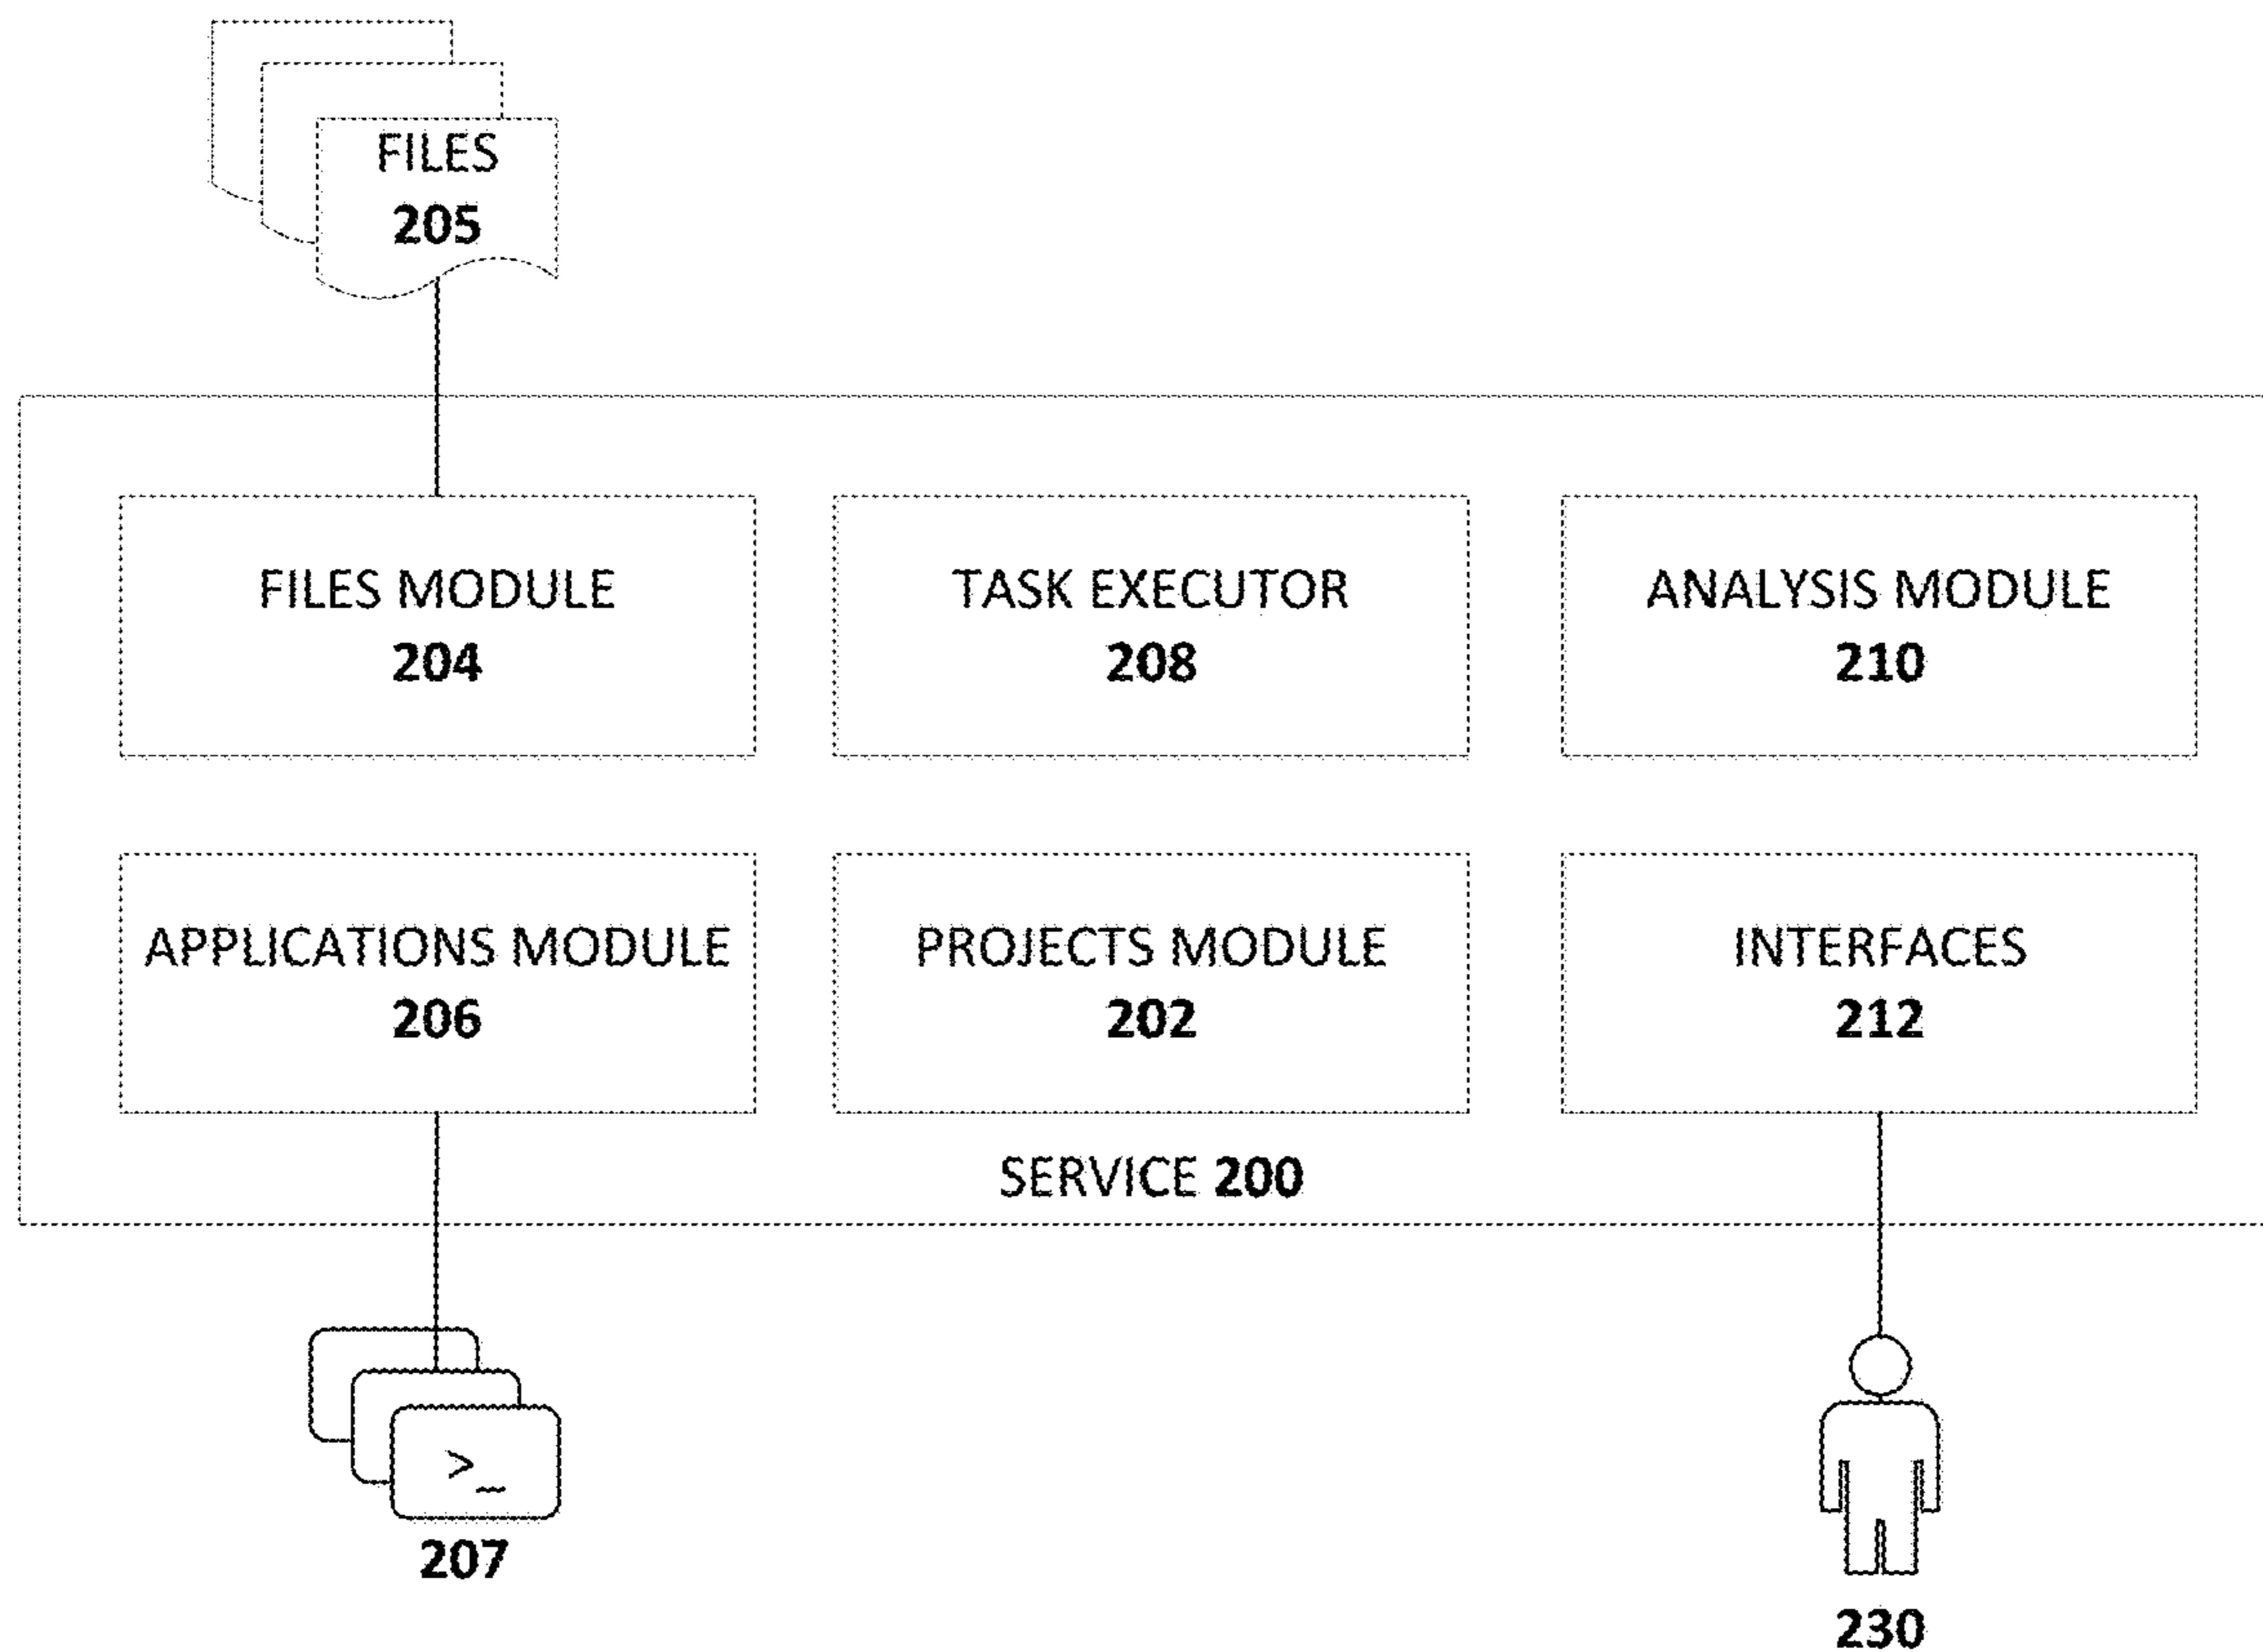 FILES
205
FILES MODULE
204
TASK EXECUTOR
208
ANALYSIS MODULE
210
APPLICATIONS MODULE
206
PROJECTS MODULE
202
INTERFACES
212
SERVICE 200
>_
207
230